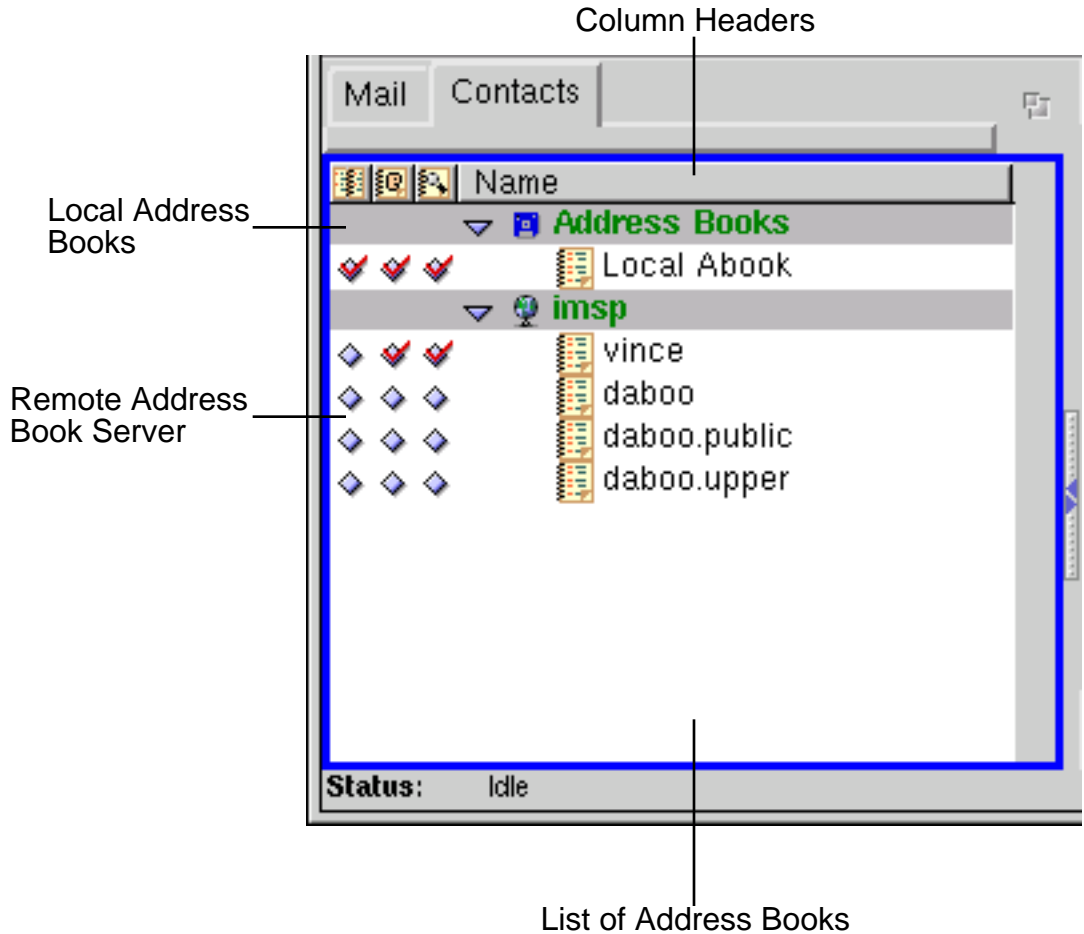 Column Headers
Mail
Contacts
Name
Local Address
Books
Address Books
Local Abook
imsp
vince
Remote Address
Book Server
daboo
daboo.public
daboo.upper
Status: Idle
List of Address Books